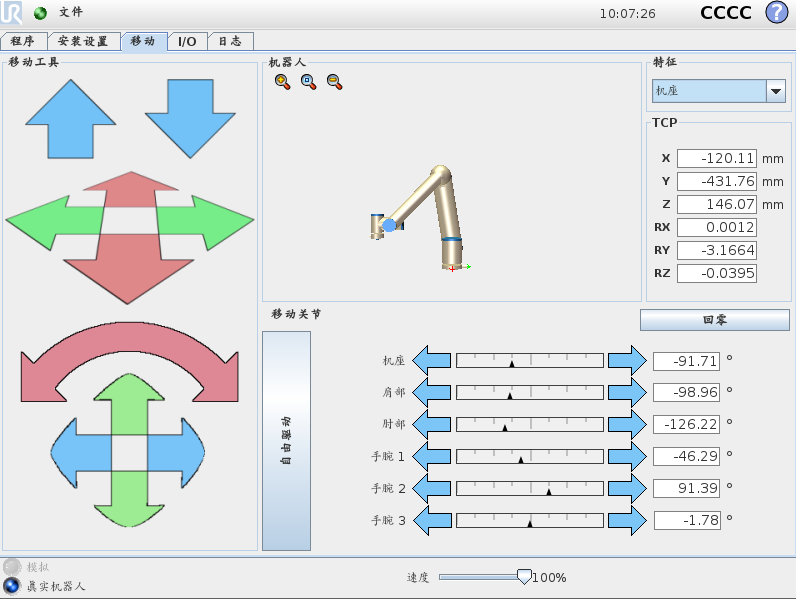 UR 文件 10:07:26 CCCC ?
程序 安装设置 移动 I/O 日志
移动工具
机器人
特征
机座
TCP
X -120.11 mm
Y -431.76 mm
Z 146.07 mm
RX 0.0012
RY -3.1664
RZ -0.0395
移动关节
回零
自由驱动
机座 -91.71 °
肩部 -98.96 °
肘部 -126.22 °
手腕 1 -46.29 °
手腕 2 91.39 °
手腕 3 -1.78 °
模拟
真实机器人
速度 100%